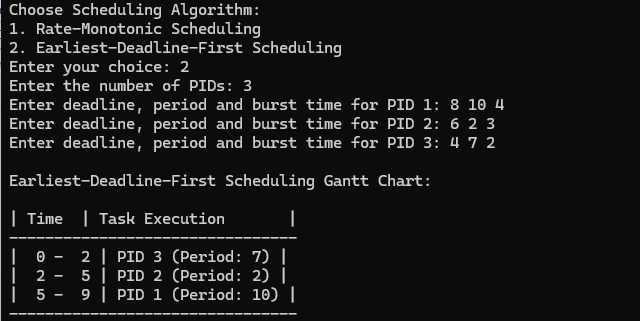 Choose Scheduling Algorithm:
1. Rate-Monotonic Scheduling
2. Earliest-Deadline-First Scheduling
Enter your choice: 2
Enter the number of PIDs: 3
Enter deadline, period and burst time for PID 1: 8 10 4
Enter deadline, period and burst time for PID 2: 6 2 3
Enter deadline, period and burst time for PID 3: 4 7 2

Earliest-Deadline-First Scheduling Gantt Chart:

| Time  | Task Execution       |
--------------------------------
|  0 -  2 | PID 3 (Period: 7) |
|  2 -  5 | PID 2 (Period: 2) |
|  5 -  9 | PID 1 (Period: 10) |
--------------------------------